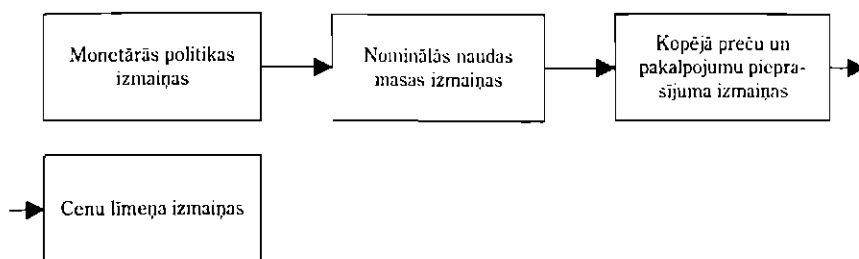 Monetārās politikas
izmaiņas
Nominālās naudas
masas izmaiņas
Kopējā preču un
pakalpojumu piepra-
sījuma izmaiņas
Cenu līmeņa izmaiņas